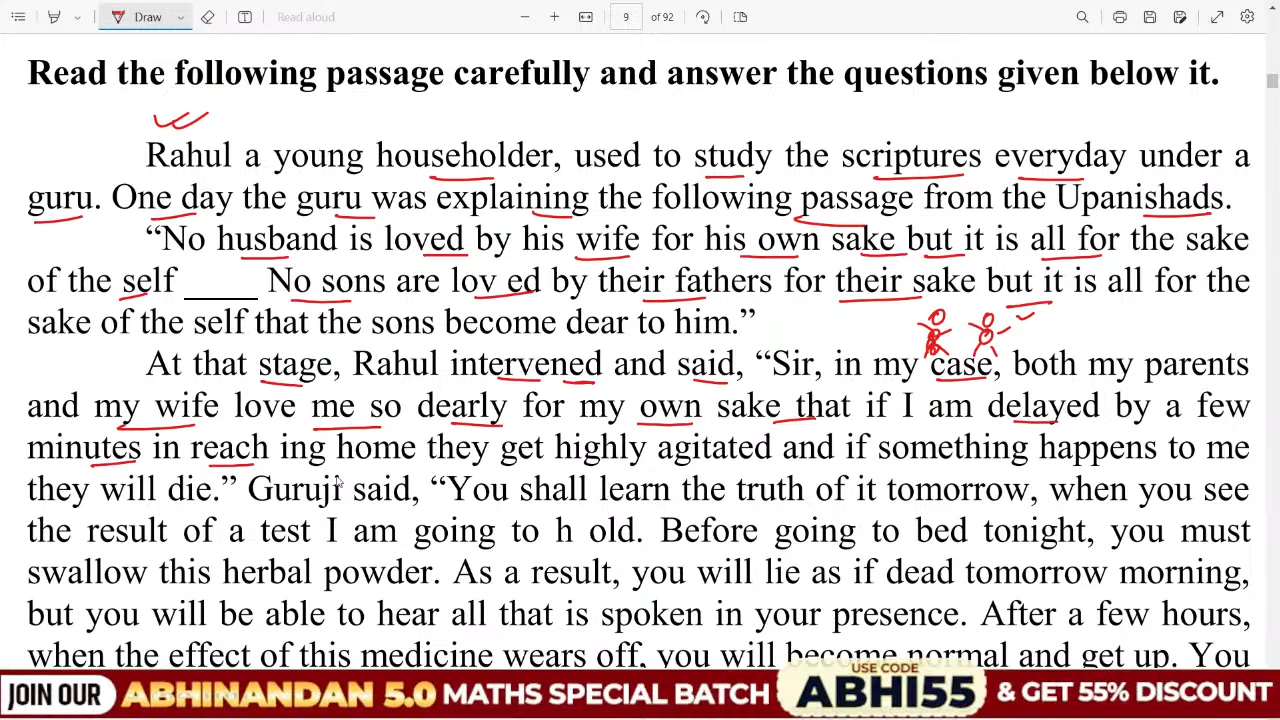 Draw
Read aloud
9 of 92
Read the following passage carefully and answer the questions given below it.
Rahul a young householder, used to study the scriptures everyday under a
guru. One day the guru was explaining the following passage from the Upanishads.
“No husband is loved by his wife for his own sake but it is all for the sake
of the self _____ No sons are lov ed by their fathers for their sake but it is all for the
sake of the self that the sons become dear to him.”
At that stage, Rahul intervened and said, “Sir, in my case, both my parents
and my wife love me so dearly for my own sake that if I am delayed by a few
minutes in reach ing home they get highly agitated and if something happens to me
they will die.” Guruji said, “You shall learn the truth of it tomorrow, when you see
the result of a test I am going to h old. Before going to bed tonight, you must
swallow this herbal powder. As a result, you will lie as if dead tomorrow morning,
but you will be able to hear all that is spoken in your presence. After a few hours,
when the effect of this medicine wears off, you will become normal and get up. You
JOIN OUR ABHINANDAN 5.0 MATHS SPECIAL BATCH USE CODE ABHI55 & GET 55% DISCOUNT